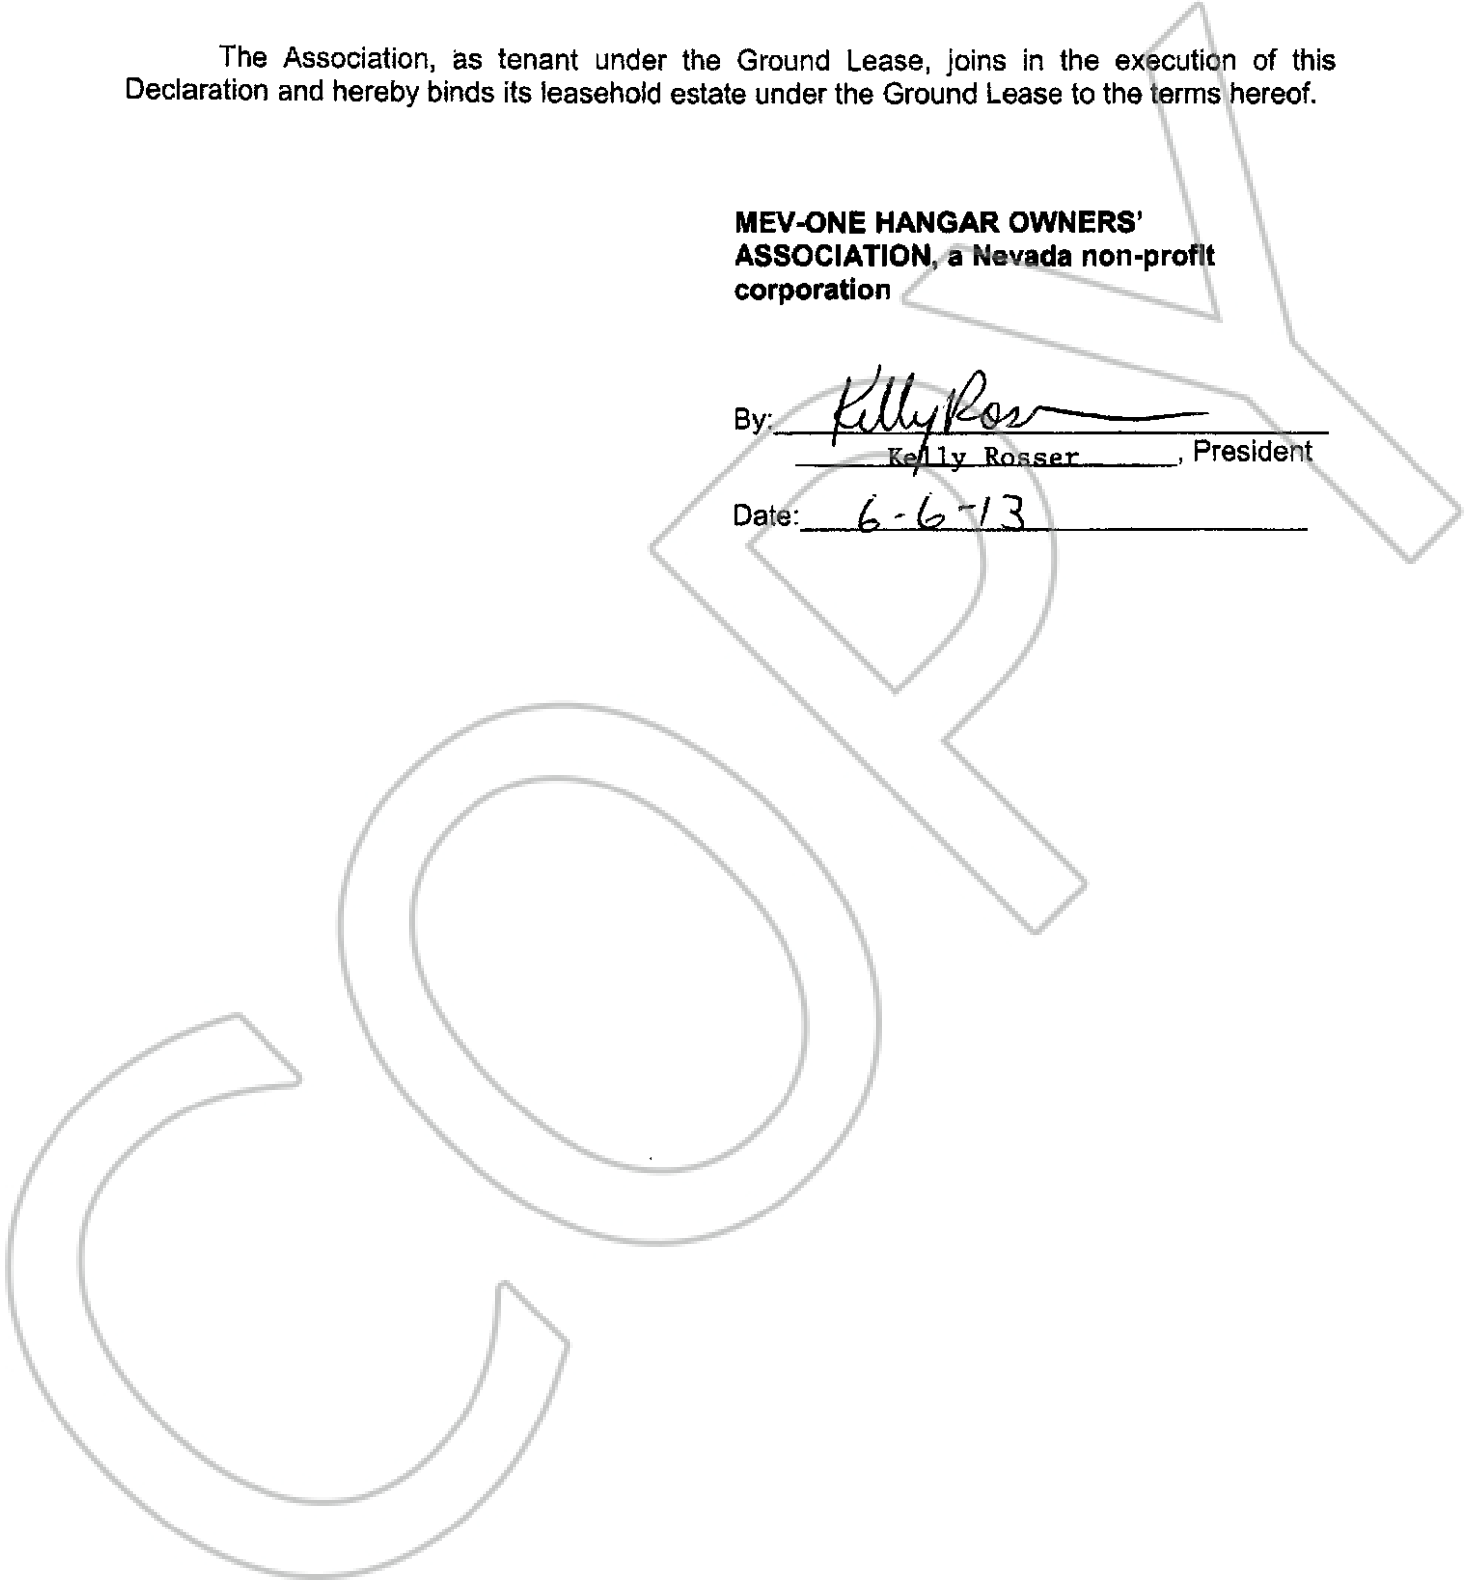 The Association, as tenant under the Ground Lease, joins in the execution of this
Declaration and hereby binds its leasehold estate under the Ground Lease to the terms hereof.
MEV-ONE HANGAR OWNERS'
ASSOCIATION, a Nevada non-profit
corporation
By: Kelly Ross
Kelly Rosser, President
Date: 6-6-13
COPY